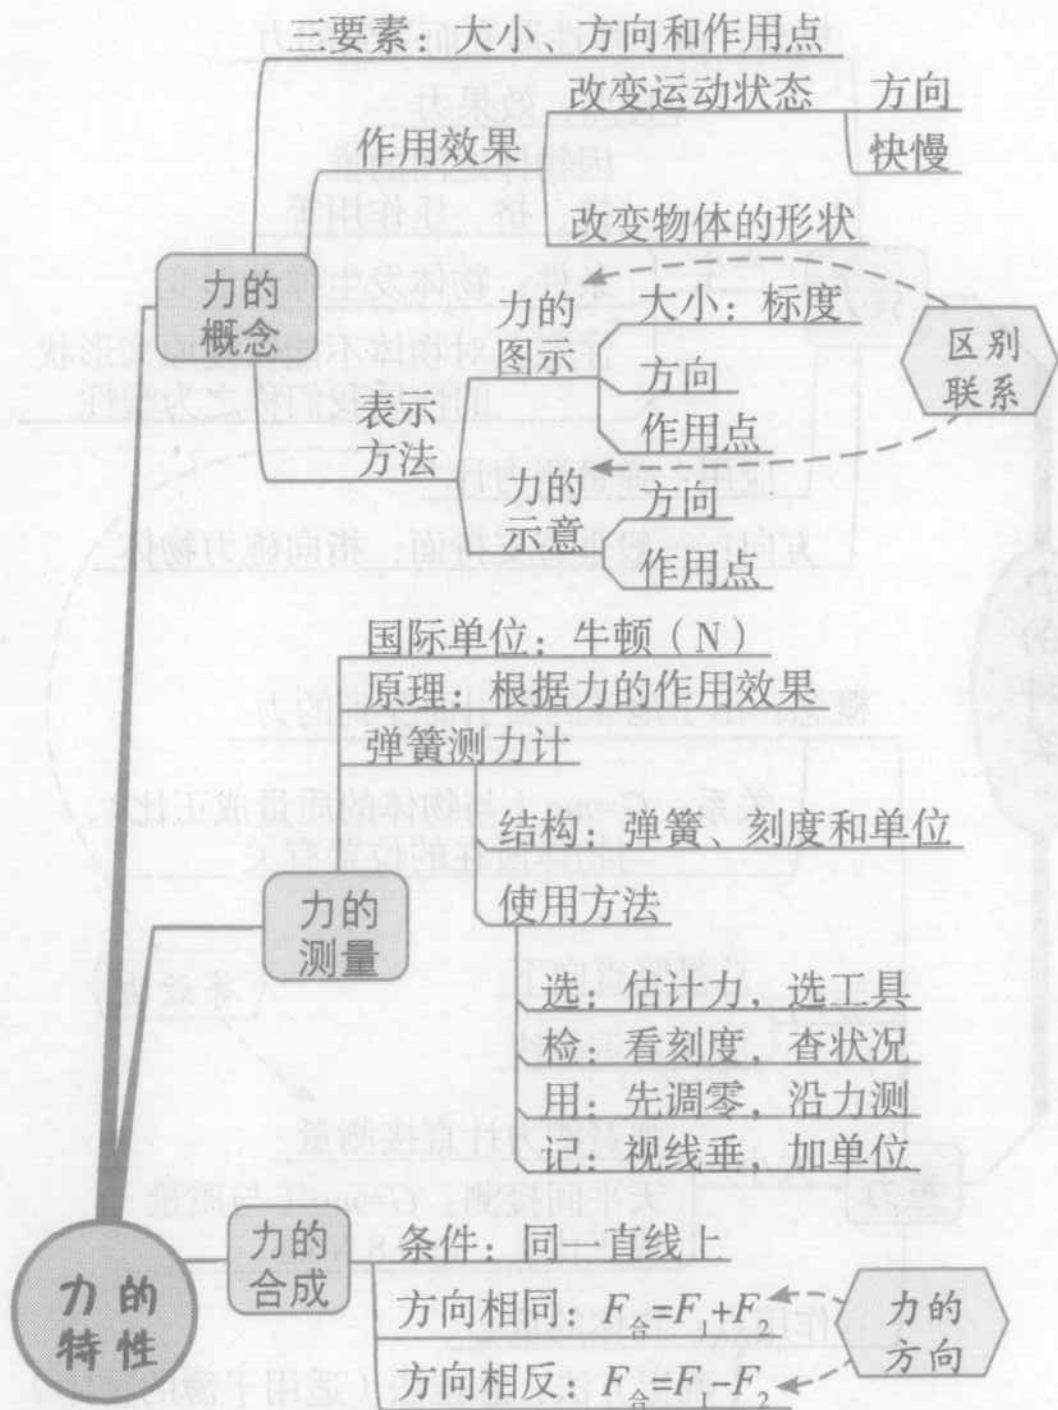 三要素：大小、方向和作用点
改变运动状态
方向
快慢
作用效果
改变物体的形状
力的
概念
力的
图示
大小：标度
方向
作用点
区别
联系
表示
方法
力的
示意
方向
作用点
国际单位：牛顿（N）
原理：根据力的作用效果
弹簧测力计
结构：弹簧、刻度和单位
使用方法
力的
测量
选：估计力，选工具
检：看刻度，查状况
用：先调零，沿力测
记：视线垂，加单位
力的
特性
力的
合成
条件：同一直线上
方向相同：F合=F1+F2
方向相反：F合=F1-F2
力的
方向